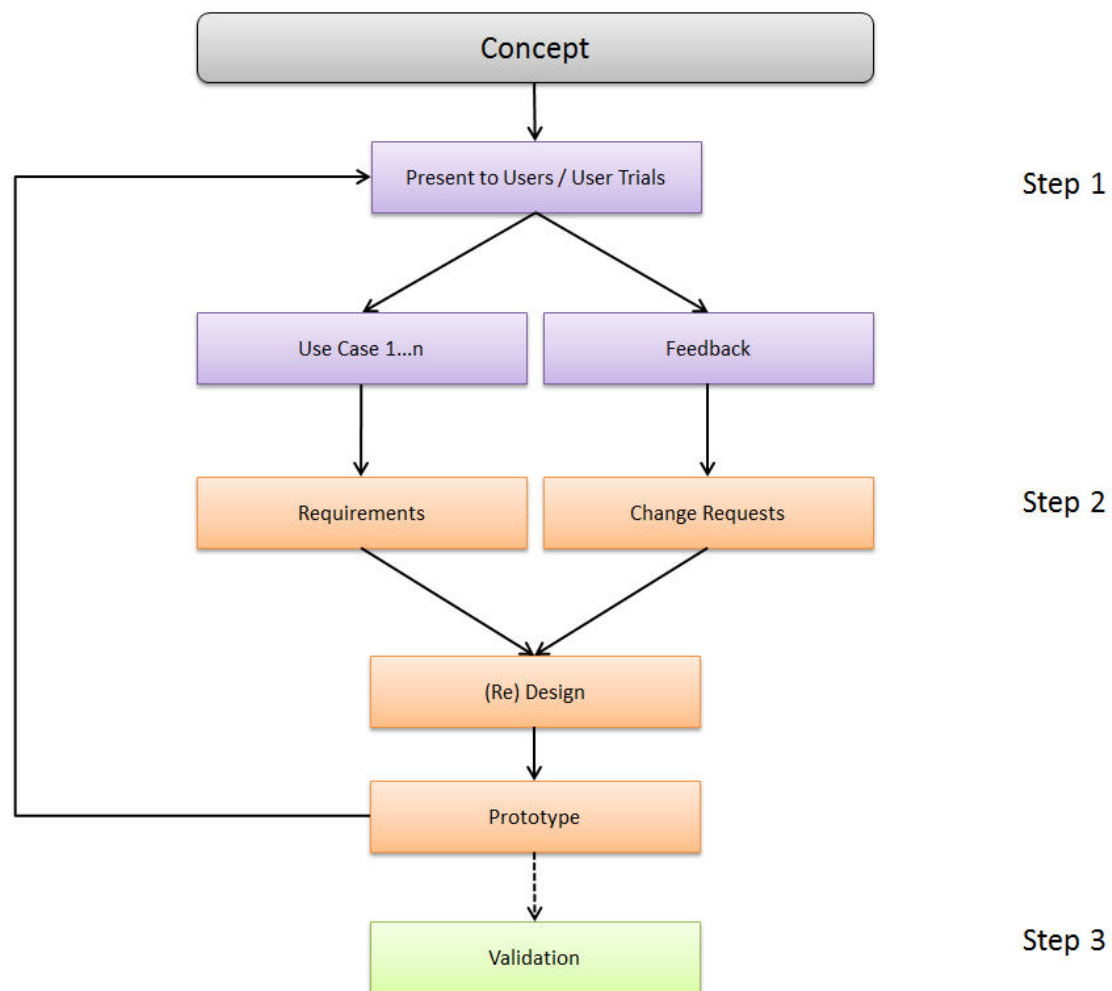 Concept
Present to Users / User Trials
Step 1
Use Case 1...n
Feedback
Requirements
Change Requests
Step 2
(Re) Design
Prototype
Validation
Step 3